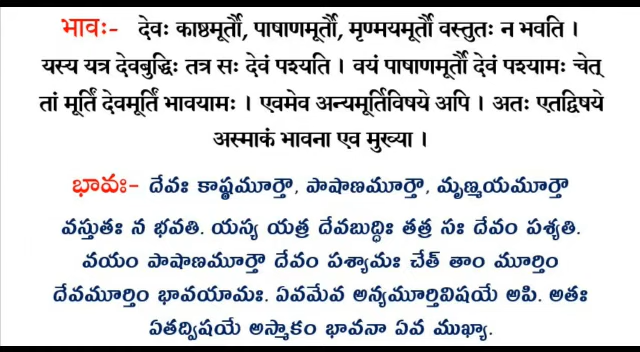 भावः- देवः काष्ठमूर्तौ, पाषाणमूर्तौ, मृण्मयमूर्तौ वस्तुतः न भवति ।
यस्य यत्र देवबुद्धिः तत्र सः देवं पश्यति । वयं पाषाणमूर्तौ देवं पश्यामः चेत्
तां मूर्तिं देवमूर्तिं भावयामः । एवमेव अन्यमूर्तिविषये अपि । अतः एतद्विषये
अस्माकं भावना एव मुख्या ।
భావః- దేవః కాష్ఠమూర్తౌ, పాషాణమూర్తౌ, మృణ్మయమూర్తౌ
వస్తుతః న భవతి. యస్య యత్ర దేవబుద్ధిః తత్ర సః దేవం పశ్యతి.
వయం పాషాణమూర్తౌ దేవం పశ్యామః చేత్ తాం మూర్తిం
దేవమూర్తిం భావయామః. ఏవమేవ అన్యమూర్తివిషయే అపి. అతః
ఏతద్విషయే అస్మాకం భావనా ఏవ ముఖ్యా.